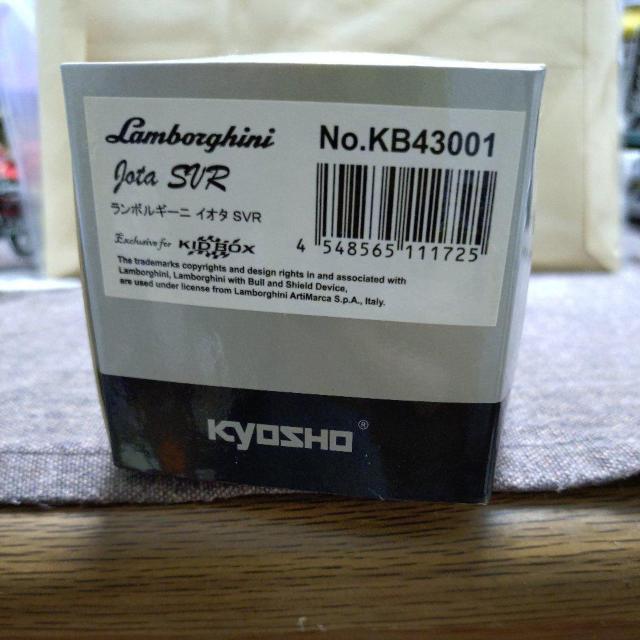 Lamborghini
Jota SVR
ランボルギーニ イオタ SVR
Exclusive for KIDBOX
No.KB43001
4 548565 111725
The trademarks copyrights and design rights in and associated with
Lamborghini, Lamborghini with Bull and Shield Device,
are used under license from Lamborghini ArtiMarca S.p.A., Italy.
KYOSHO®